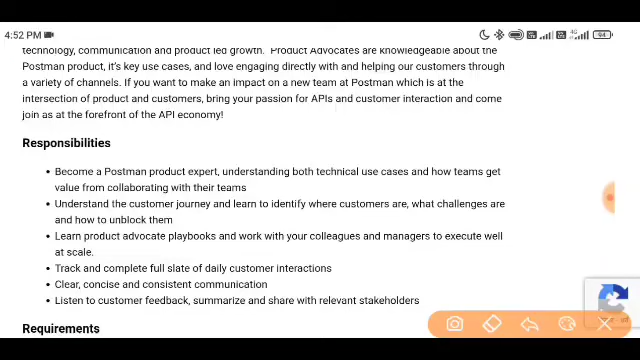 4:52 PM
94
technology, communication and product led growth. Product Advocates are knowledgeable about the
Postman product, it's key use cases, and love engaging directly with and helping our customers through
a variety of channels. If you want to make an impact on a new team at Postman which is at the
intersection of product and customers, bring your passion for APIs and customer interaction and come
join as at the forefront of the API economy!
Responsibilities
• Become a Postman product expert, understanding both technical use cases and how teams get
value from collaborating with their teams
• Understand the customer journey and learn to identify where customers are, what challenges are
and how to unblock them
• Learn product advocate playbooks and work with your colleagues and managers to execute well
at scale.
• Track and complete full slate of daily customer interactions
• Clear, concise and consistent communication
• Listen to customer feedback, summarize and share with relevant stakeholders
Requirements